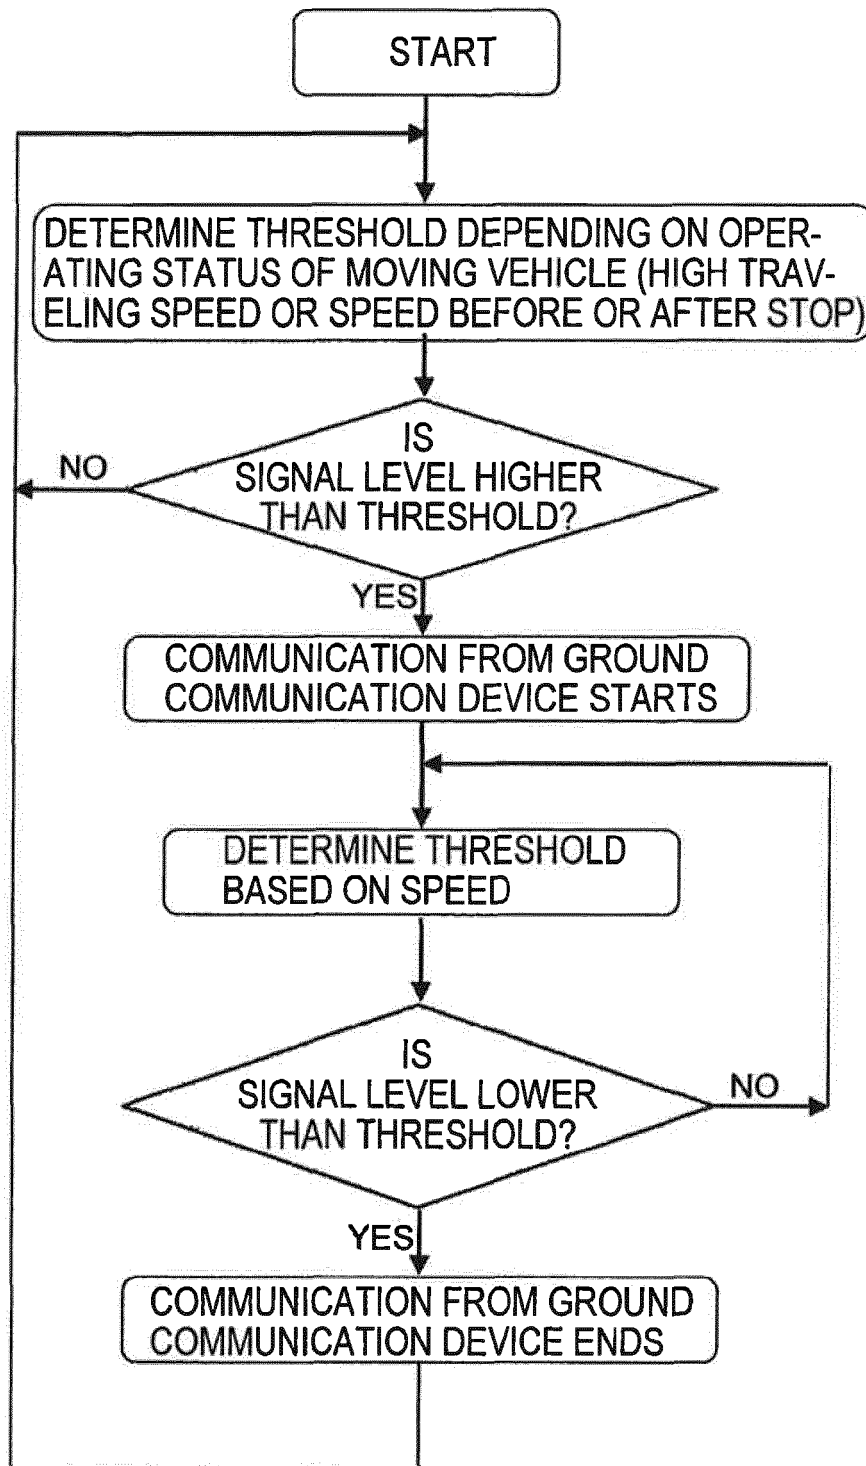 START
DETERMINE THRESHOLD DEPENDING ON OPER-
ATING STATUS OF MOVING VEHICLE (HIGH TRAV-
ELING SPEED OR SPEED BEFORE OR AFTER STOP)
IS
SIGNAL LEVEL HIGHER
THAN THRESHOLD?
NO
YES
COMMUNICATION FROM GROUND
COMMUNICATION DEVICE STARTS
DETERMINE THRESHOLD
BASED ON SPEED
IS
SIGNAL LEVEL LOWER
THAN THRESHOLD?
NO
YES
COMMUNICATION FROM GROUND
COMMUNICATION DEVICE ENDS